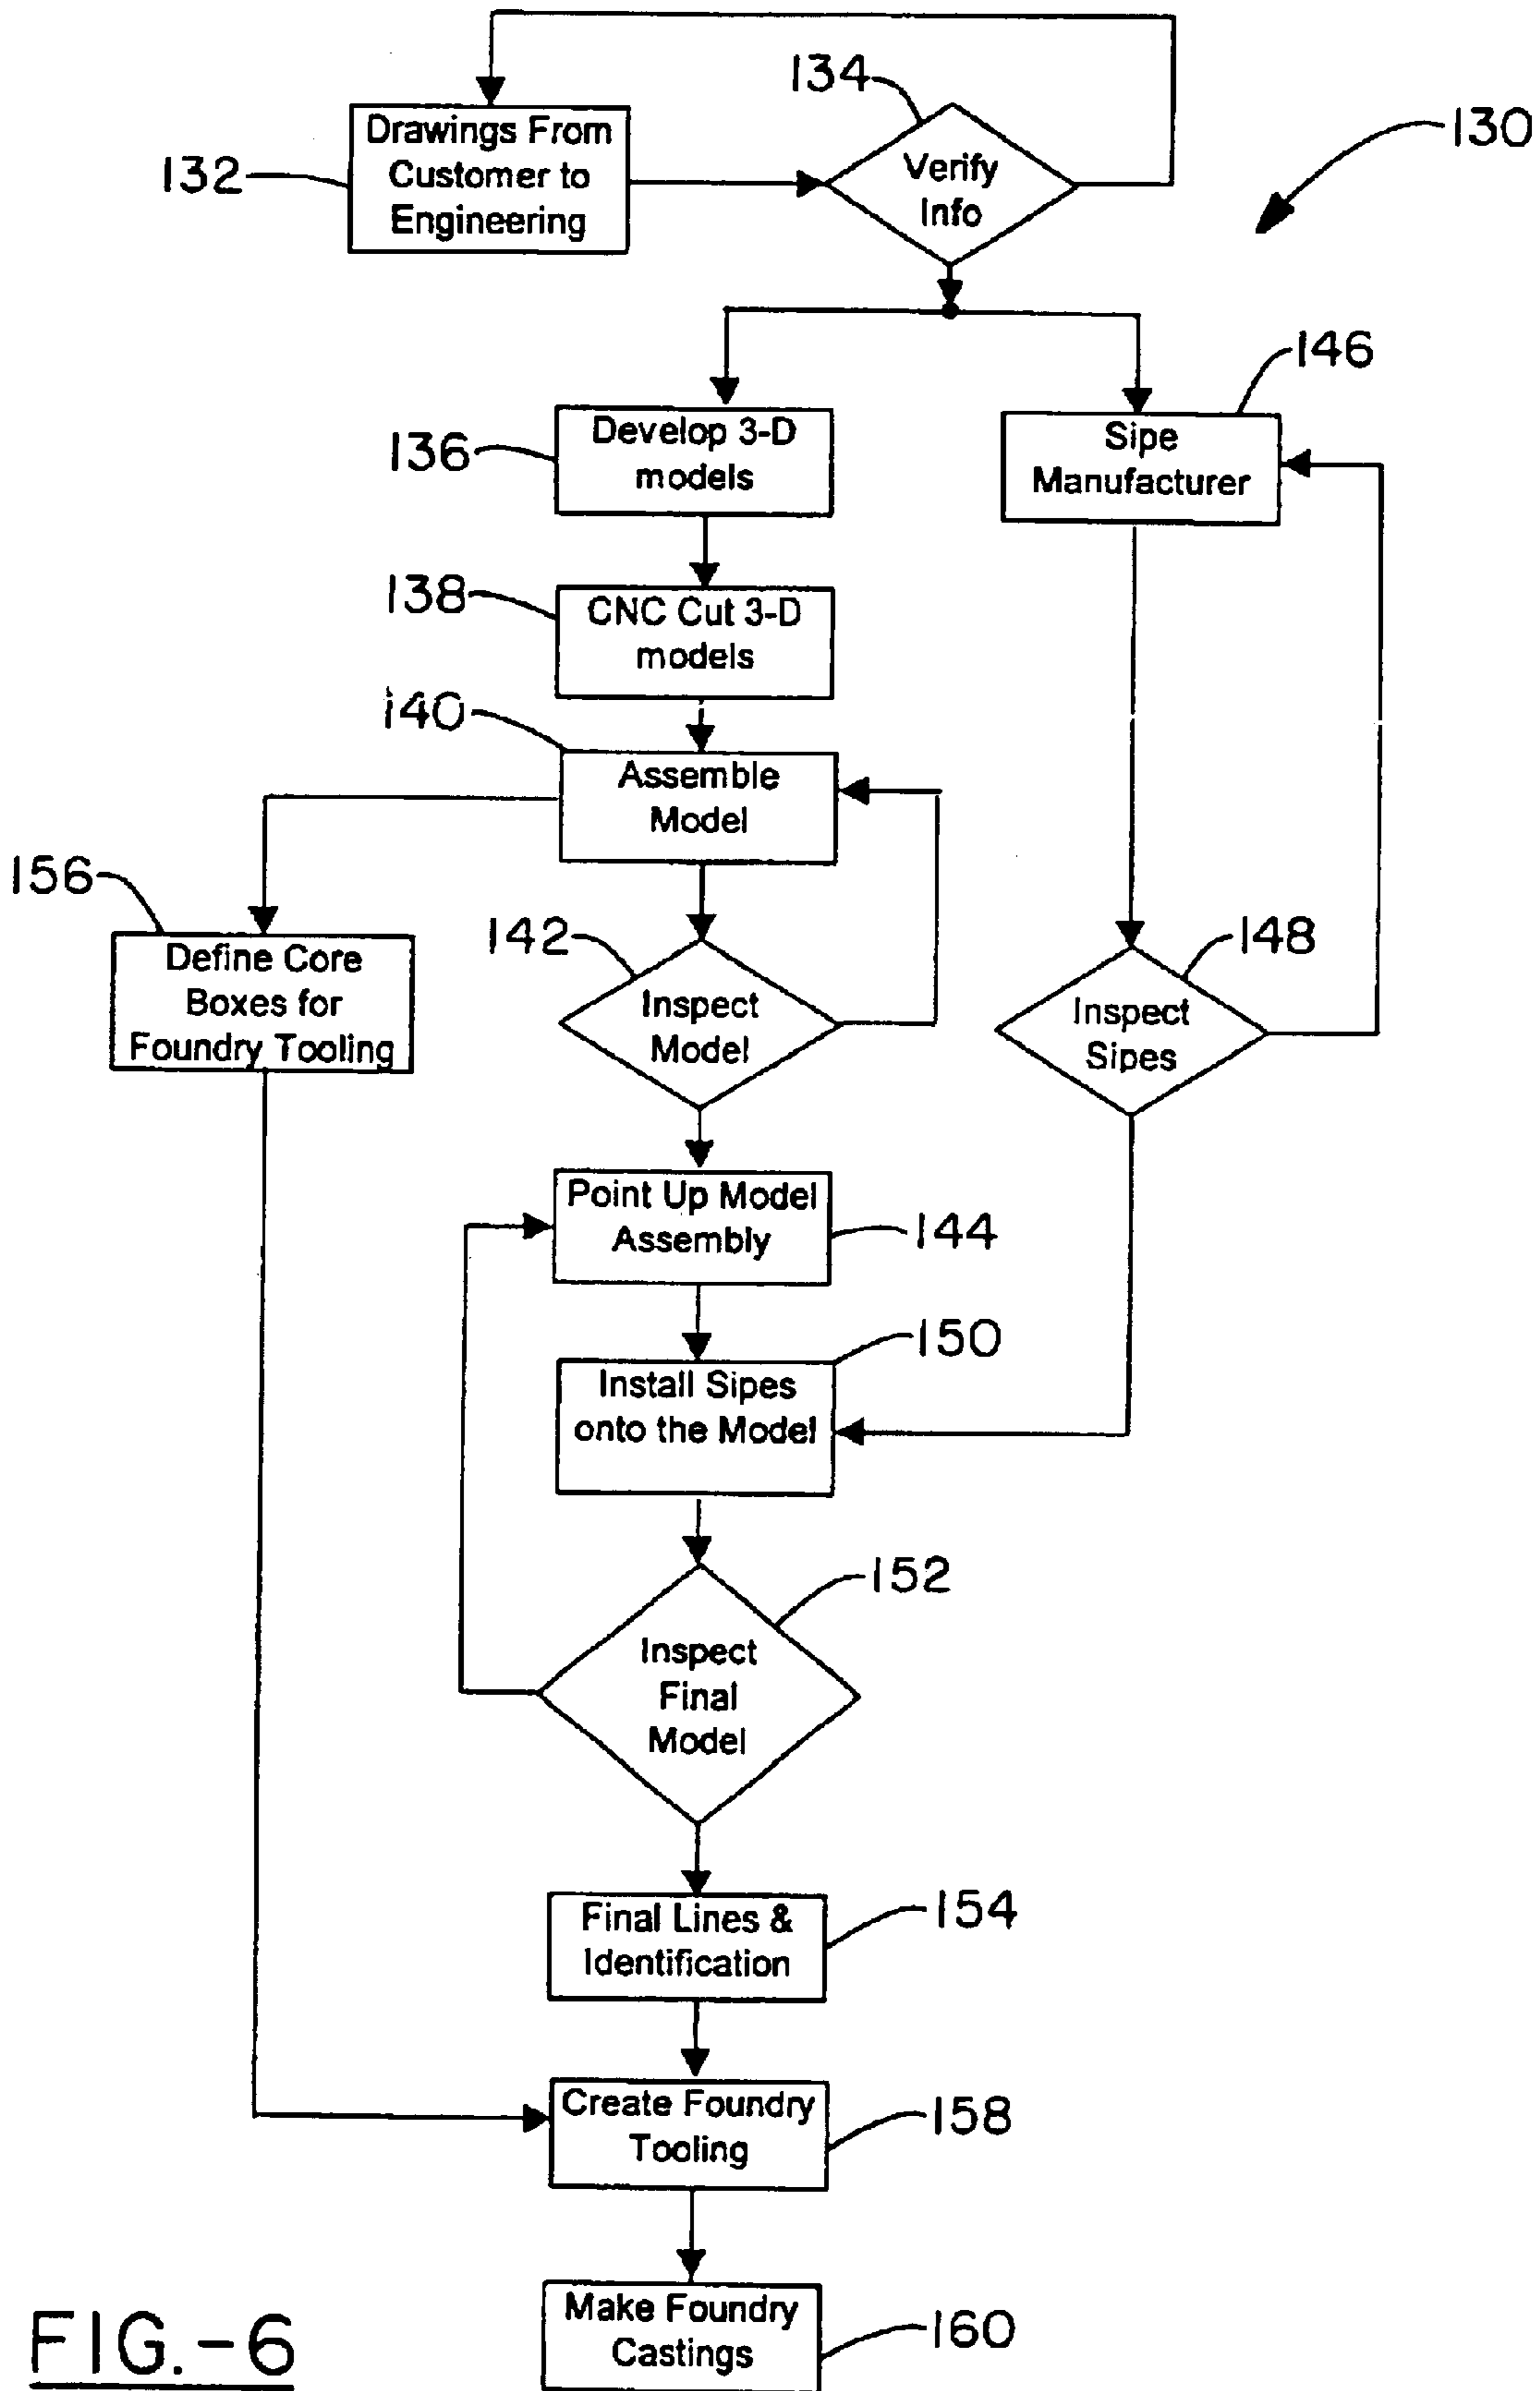 134
130
Drawings From
Customer to
Engineering
132
Verify
Info
146
Develop 3-D
models
136
Sipe
Manufacturer
138
CNC Cut 3-D
models
140
Assemble
Model
156
Define Core
Boxes for
Foundry Tooling
142
Inspect
Model
148
Inspect
Sipes
Point Up Model
Assembly
144
150
Install Sipes
onto the Model
152
Inspect
Final
Model
Final Lines &
Identification
154
Create Foundry
Tooling
158
Make Foundry
Castings
160
FIG.-6